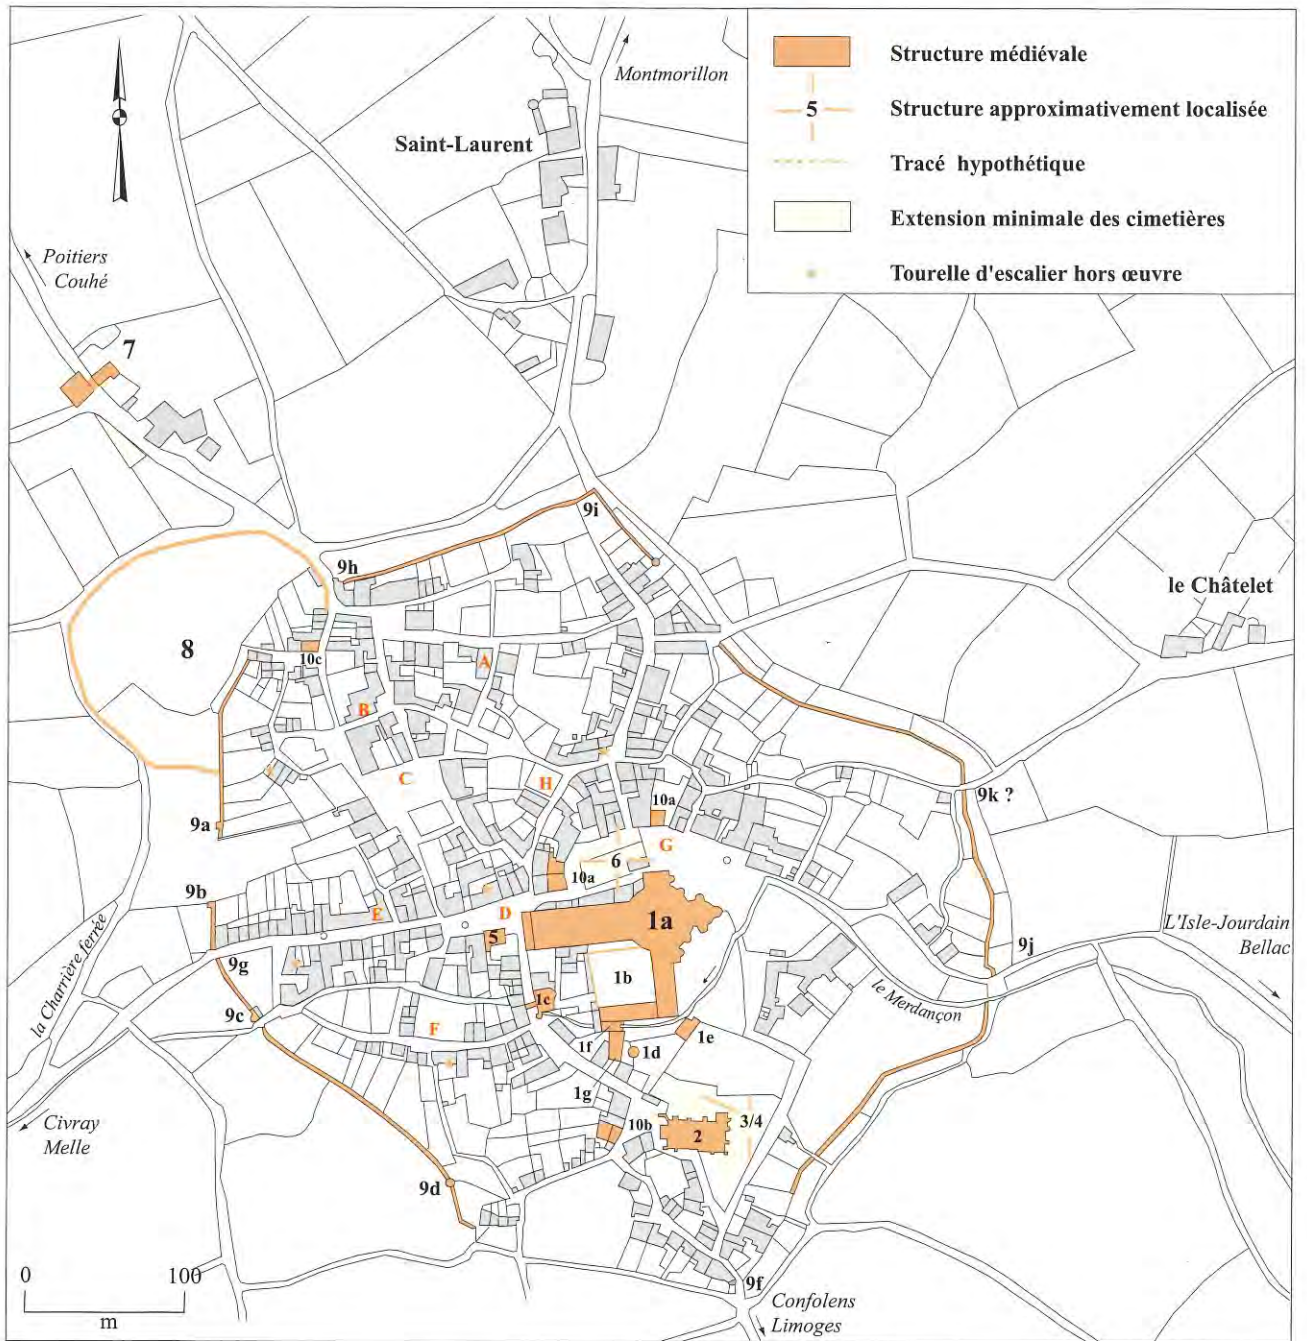 Montmorillon
Saint-Laurent
Structure médiévale
5
Structure approximativement localisée
Tracé hypothétique
Extension minimale des cimetières
Tourelle d'escalier hors œuvre
Poitiers
Couhé
7
9i
9h
le Châtelet
8
10c
A
B
C
H
9k ?
10a
9a
G
6
10a
9b
E
D
5
1a
L'Isle-Jourdain
Bellac
9j
la Charrière ferrée
9g
1b
le Merdançon
1c
9c
F
1f
1d
1e
1g
Civray
Melle
10b
2
3/4
9d
0
100
m
9f
Confolens
Limoges